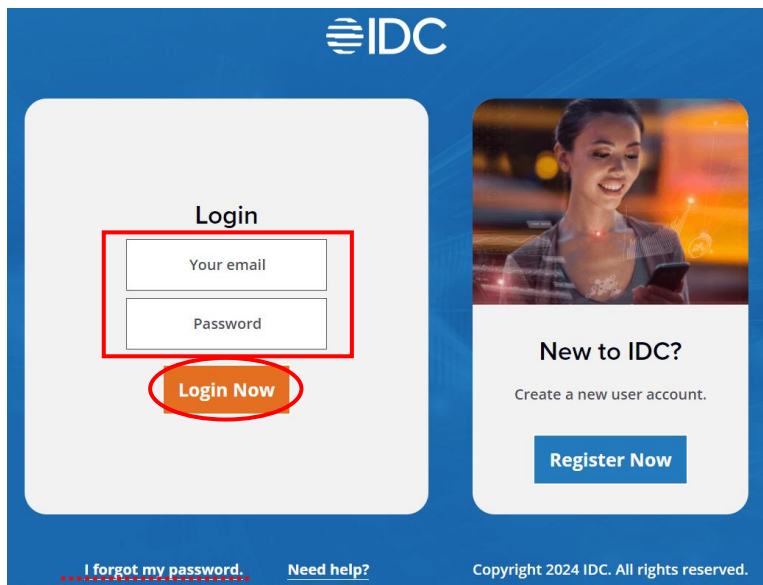 IDC
Login
Your email
Password
Login Now
New to IDC?
Create a new user account.
Register Now
I forgot my password.
Need help?
Copyright 2024 IDC. All rights reserved.